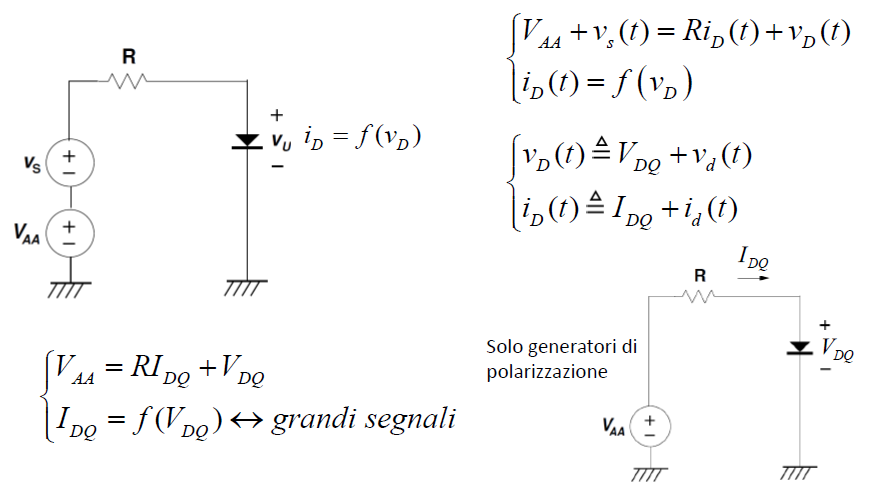 R
+
v_U
−
i_D = f(v_D)
v_S
+
−
V_AA
+
−
V_AA + v_s(t) = Ri_D(t) + v_D(t)
i_D(t) = f(v_D)
v_D(t) ≜ V_DQ + v_d(t)
i_D(t) ≜ I_DQ + i_d(t)
V_AA = RI_DQ + V_DQ
I_DQ = f(V_DQ) ↔ grandi segnali
Solo generatori di
polarizzazione
R
I_DQ
+
V_DQ
−
V_AA
+
−